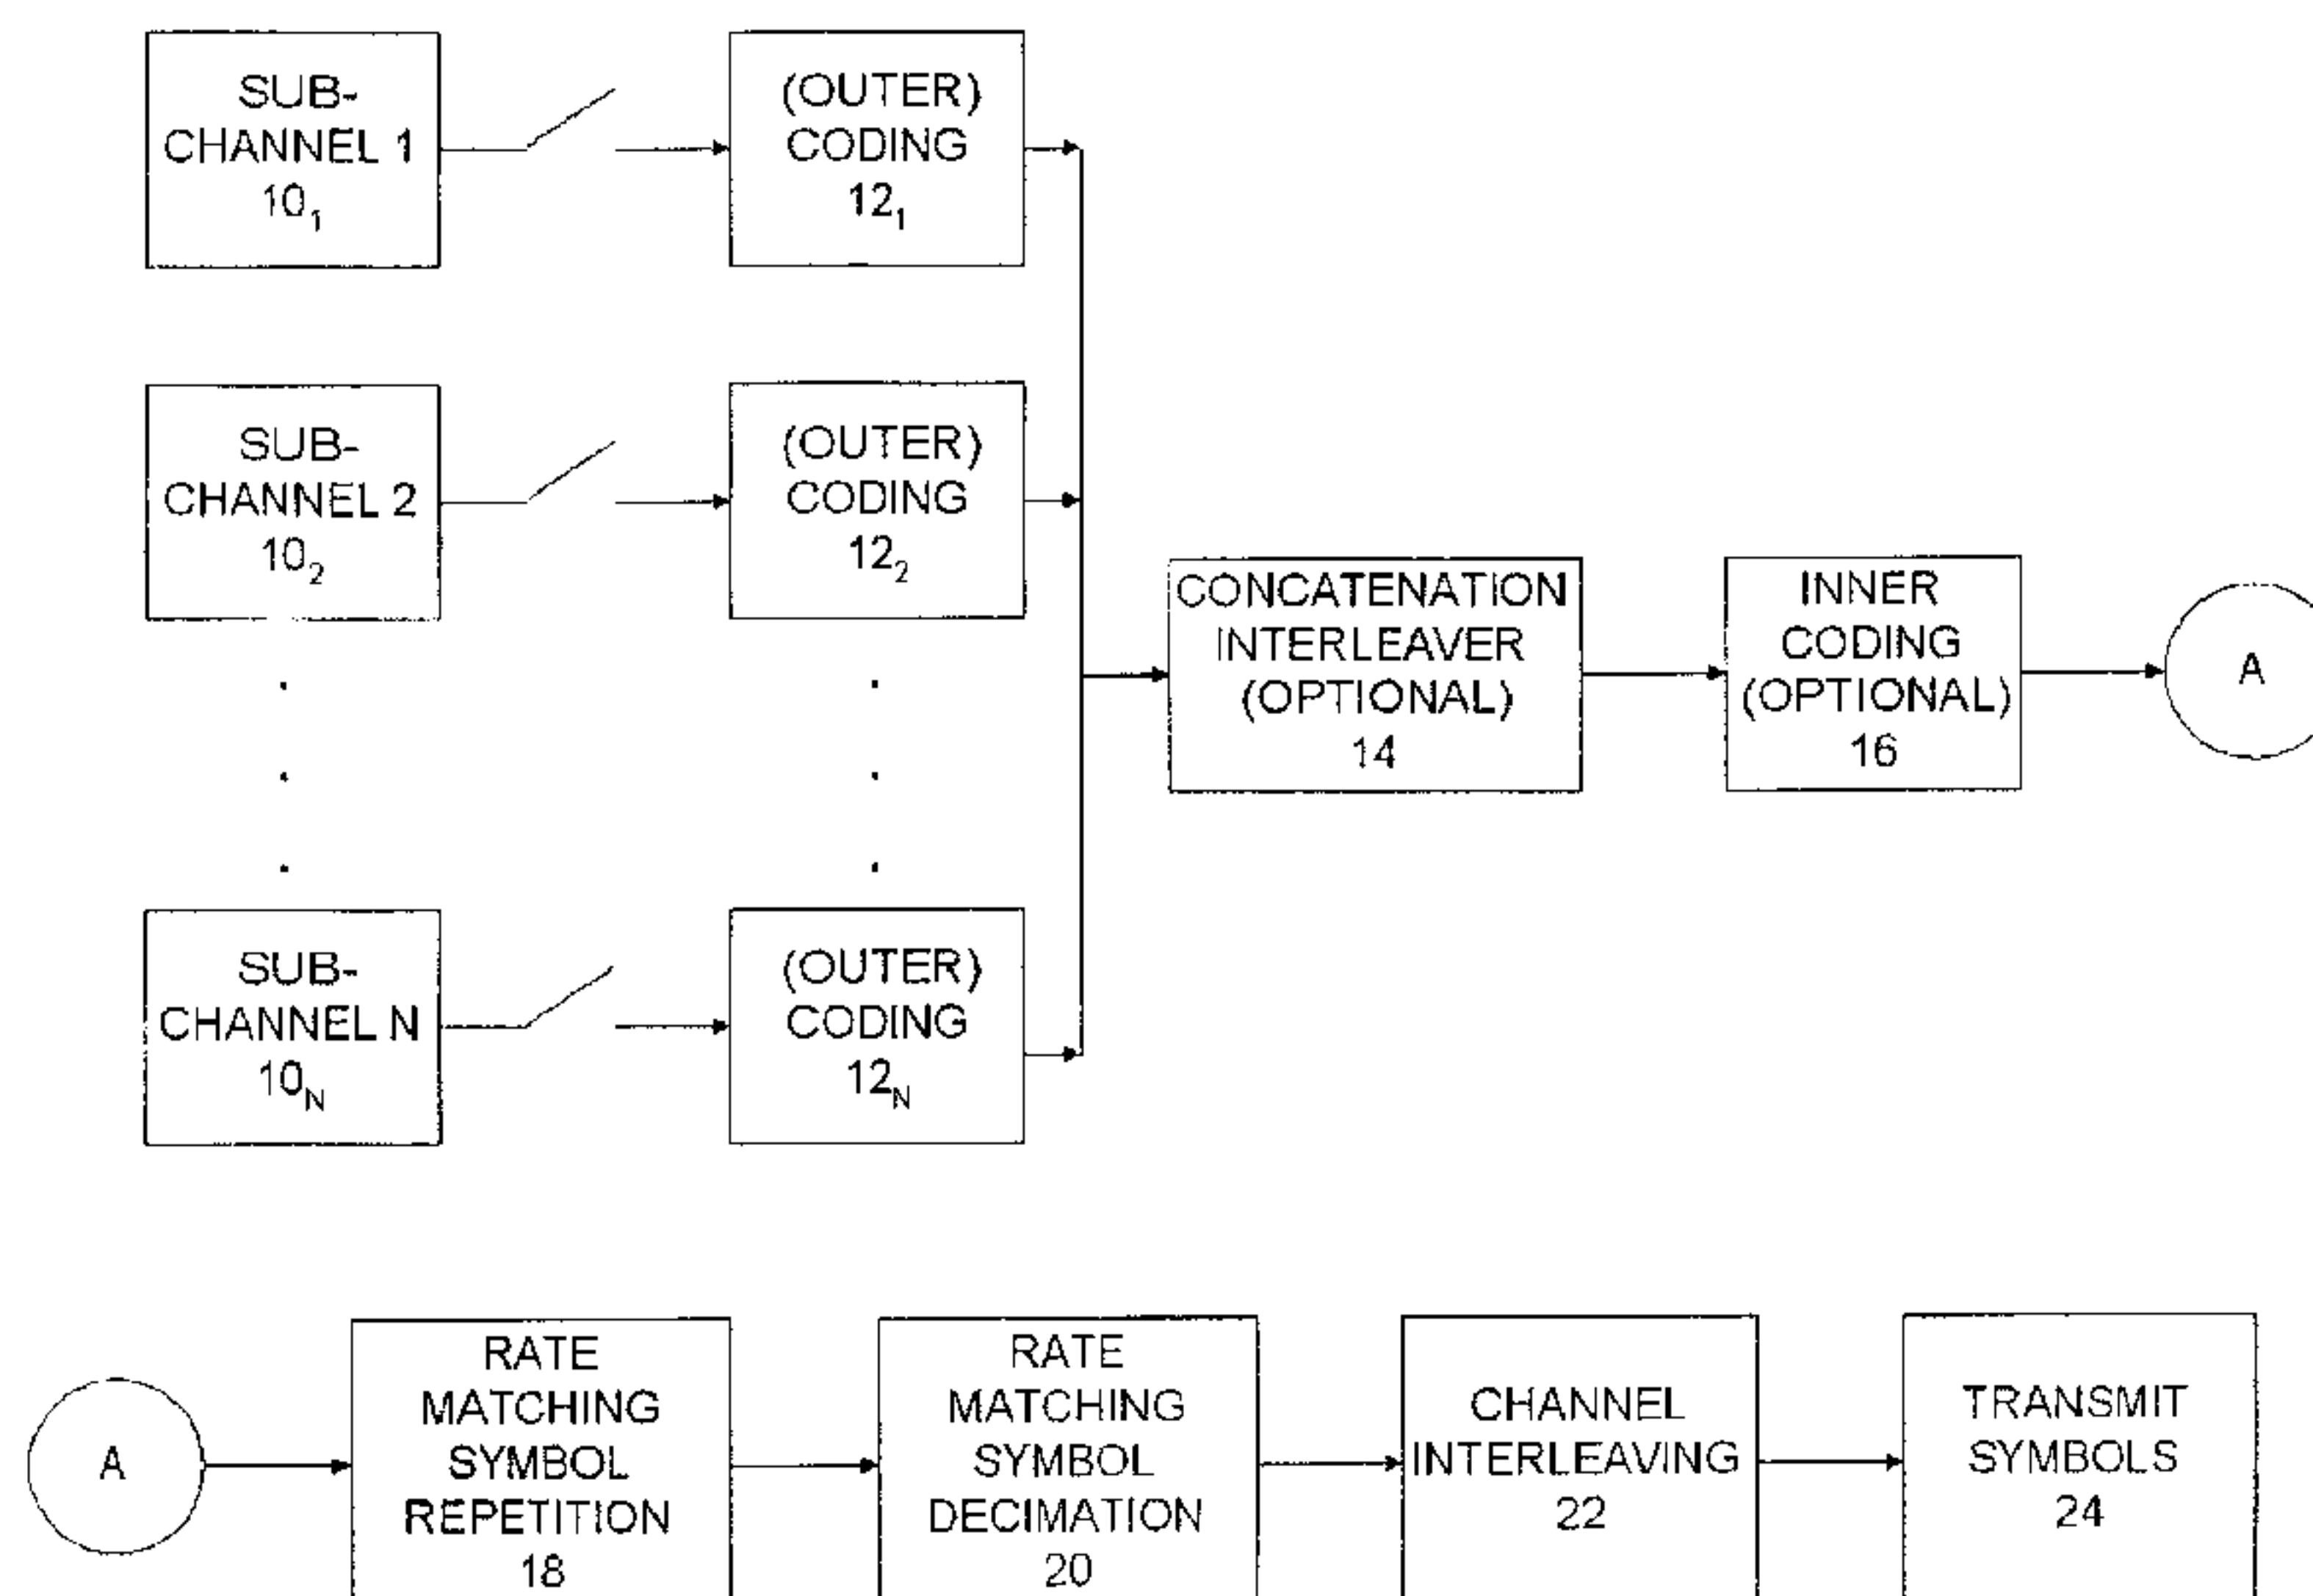 SUB-
CHANNEL 1
10₁
(OUTER)
CODING
12₁
SUB-
CHANNEL 2
10₂
(OUTER)
CODING
12₂
CONCATENATION
INTERLEAVER
(OPTIONAL)
14
INNER
CODING
(OPTIONAL)
16
A
SUB-
CHANNEL N
10_N
(OUTER)
CODING
12_N
A
RATE
MATCHING
SYMBOL
REPETITION
18
RATE
MATCHING
SYMBOL
DECIMATION
20
CHANNEL
INTERLEAVING
22
TRANSMIT
SYMBOLS
24